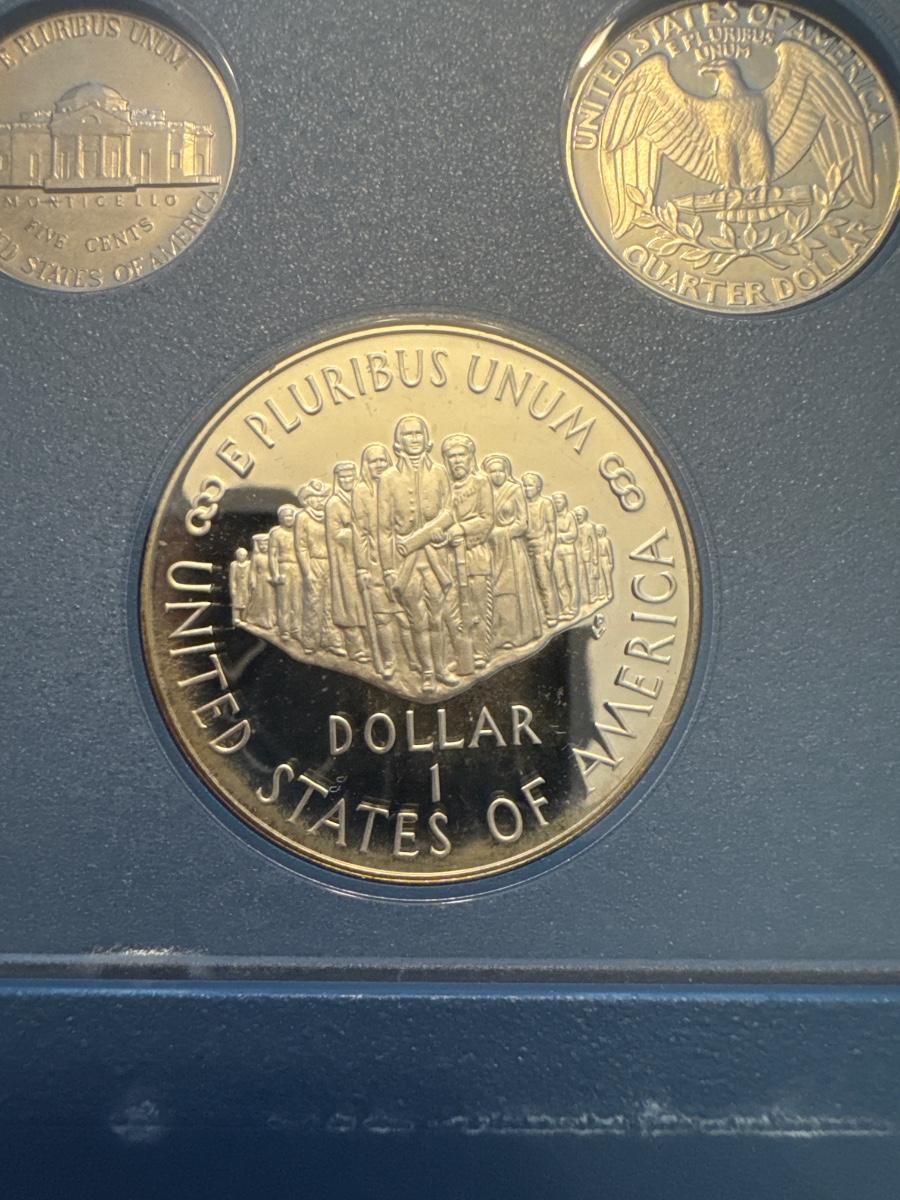 E PLURIBUS UNUM
MONTICELLO
FIVE CENTS
STATES OF AMERICA
UNITED STATES OF AMERICA
E PLURIBUS
UNUM
QUARTER DOLLAR
E PLURIBUS UNUM
DOLLAR
1
UNITED STATES OF AMERICA